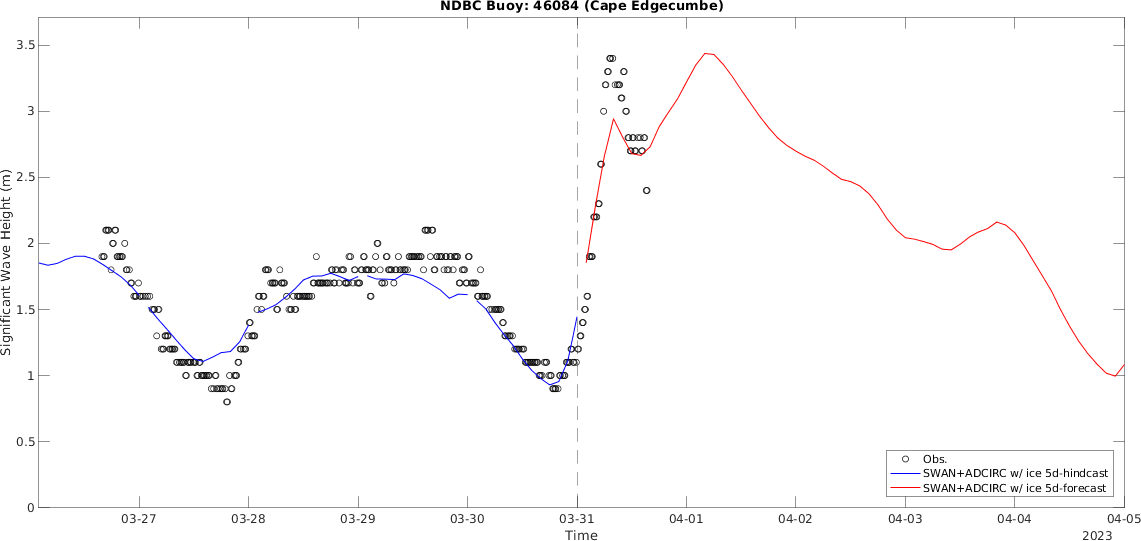 NDBC Buoy: 46084 (Cape Edgecumbe)
Significant Wave Height (m)
3.5
3
2.5
2
1.5
1
0.5
0
Obs.
SWAN+ADCIRC w/ ice 5d-hindcast
SWAN+ADCIRC w/ ice 5d-forecast
03-27 03-28 03-29 03-30 03-31 04-01 04-02 04-03 04-04 04-05
Time 2023